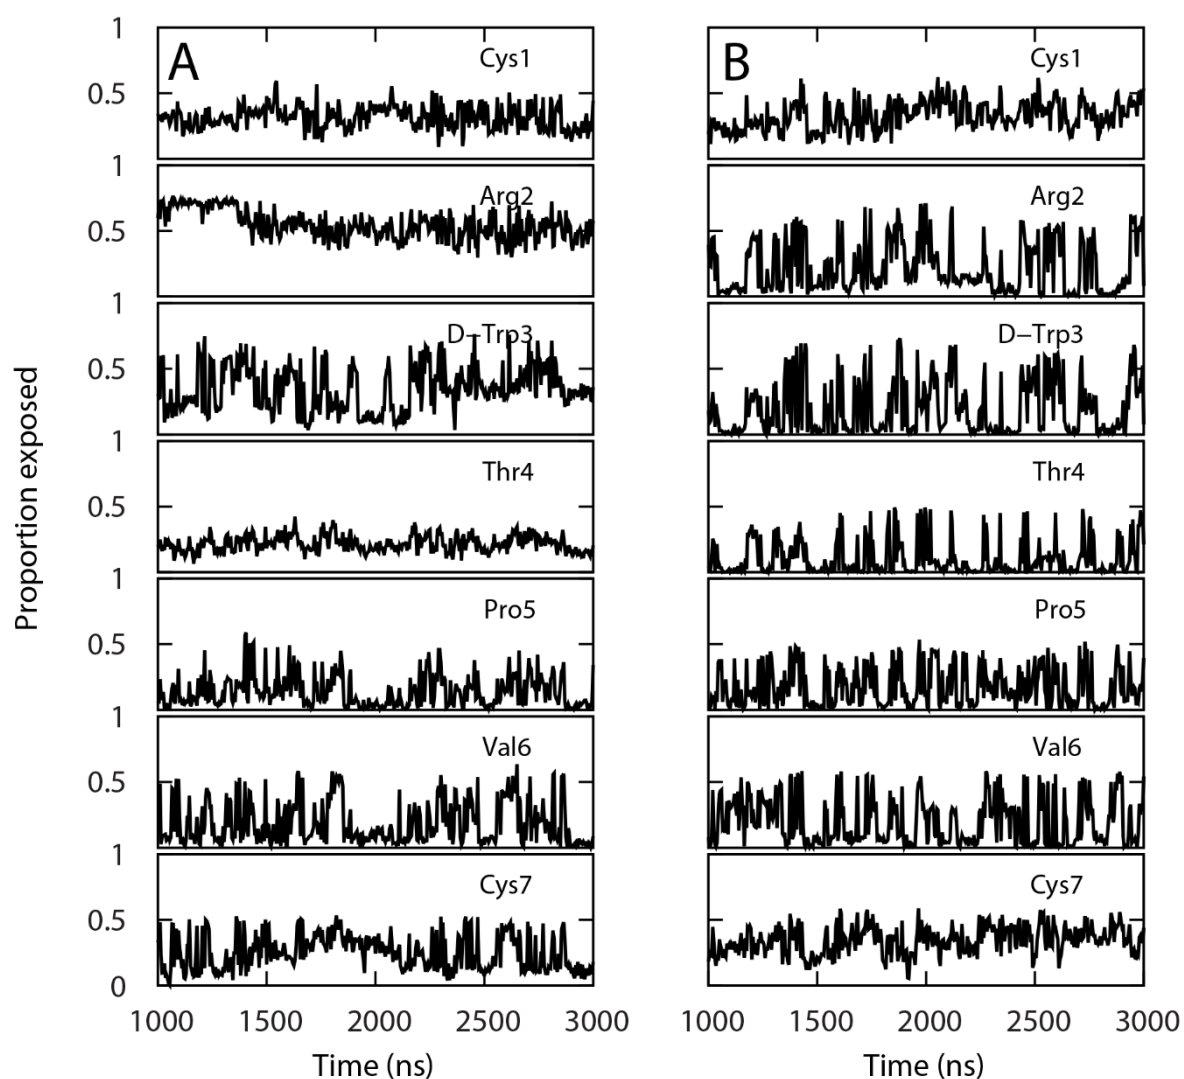 Proportion exposed
A
1
Cys1
0.5
1
Arg2
0.5
1
D–Trp3
0.5
1
Thr4
0.5
1
Pro5
0.5
1
Val6
0.5
1
Cys7
0.5
0
1000 1500 2000 2500 3000
Time (ns)
B
Cys1
Arg2
D–Trp3
Thr4
Pro5
Val6
Cys7
1000 1500 2000 2500 3000
Time (ns)